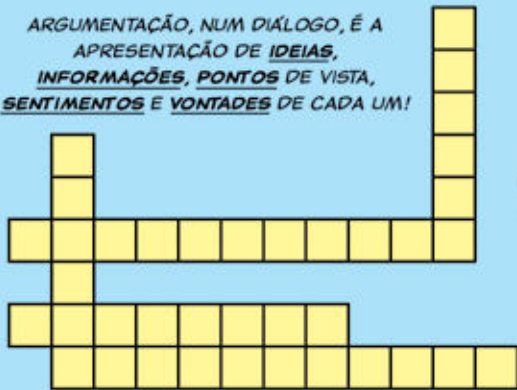 ARGUMENTAÇÃO, NUM DIÁLOGO, É A
APRESENTAÇÃO DE IDEIAS,
INFORMAÇÕES, PONTOS DE VISTA,
SENTIMENTOS E VONTADES DE CADA UM!